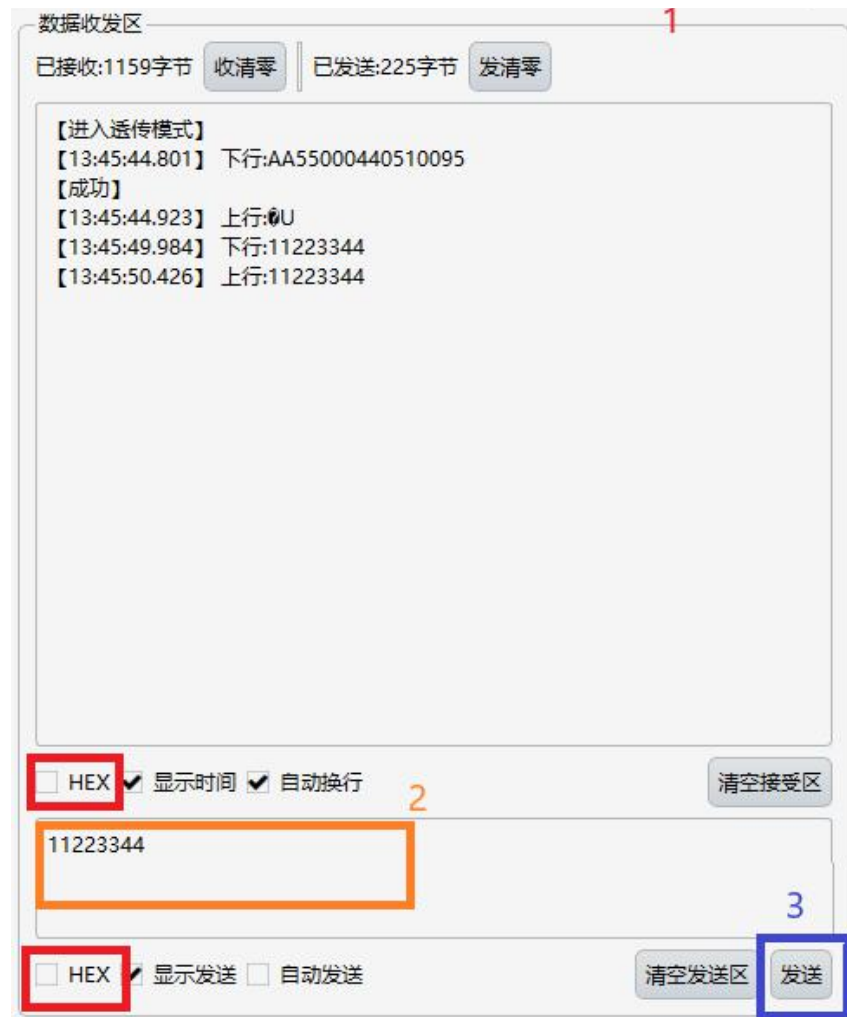 数据收发区
1
已接收:1159字节 收清零 已发送:225字节 发清零
【进入透传模式】
【13:45:44.801】 下行:AA55000440510095
【成功】
【13:45:44.923】 上行:�U
【13:45:49.984】 下行:11223344
【13:45:50.426】 上行:11223344
HEX 显示时间 自动换行 清空接受区
2
11223344
3
HEX 显示发送 自动发送 清空发送区 发送